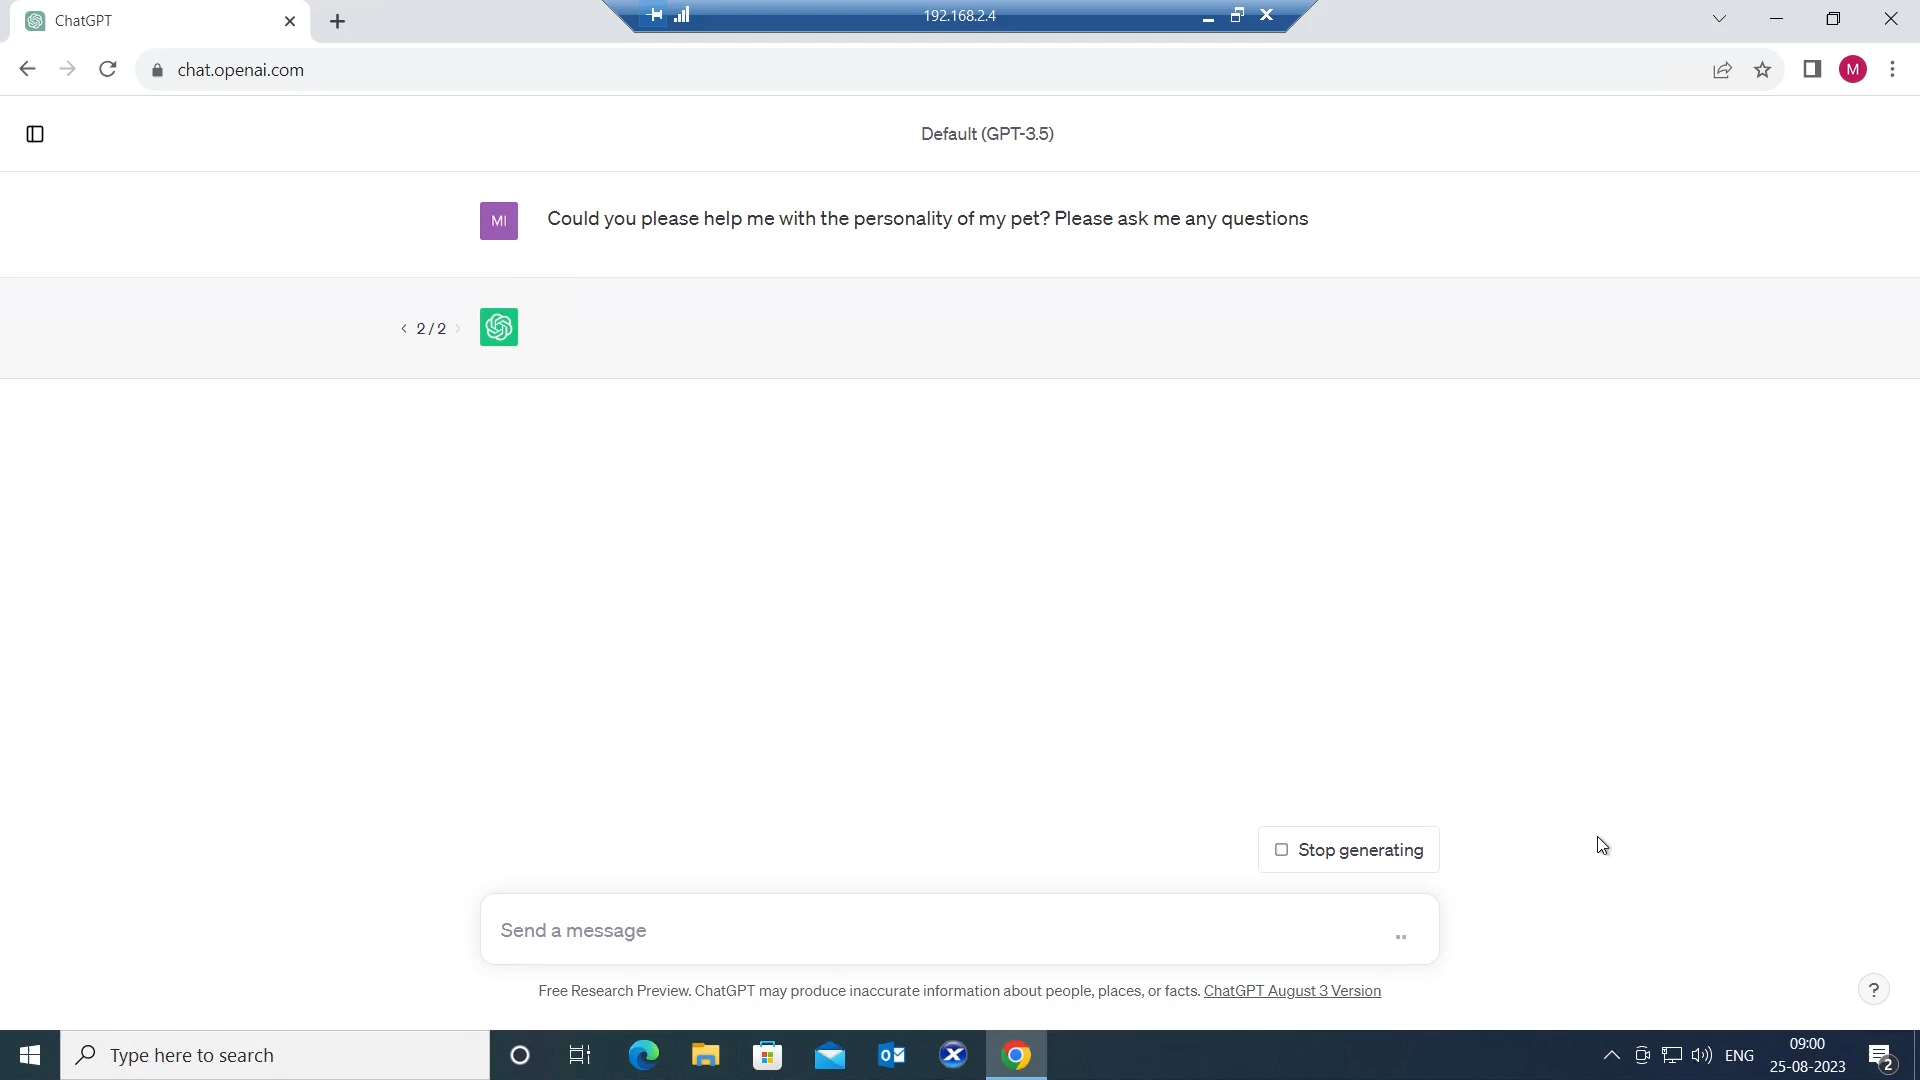 ChatGPT
192.168.2.4
chat.openai.com
M
Default (GPT-3.5)
MI
Could you please help me with the personality of my pet? Please ask me any questions
< 2 / 2 >
Stop generating
Send a message
Free Research Preview. ChatGPT may produce inaccurate information about people, places, or facts. ChatGPT August 3 Version
?
Type here to search
ENG
09:00
25-08-2023
2